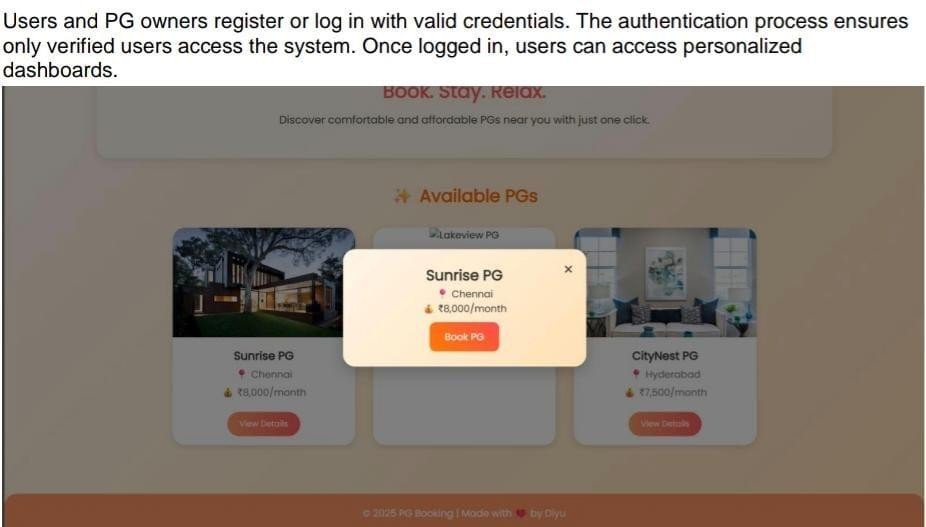 Users and PG owners register or log in with valid credentials. The authentication process ensures
only verified users access the system. Once logged in, users can access personalized
dashboards.
Book. Stay. Relax.
Discover comfortable and affordable PGs near you with just one click.
✨ Available PGs
Lakeview PG
Sunrise PG
×
📍 Chennai
💰 ₹8,000/month
Book PG
Sunrise PG
📍 Chennai
💰 ₹8,000/month
View Details
CityNest PG
📍 Hyderabad
💰 ₹7,500/month
View Details
© 2025 PG Booking | Made with ❤️ by Diyu